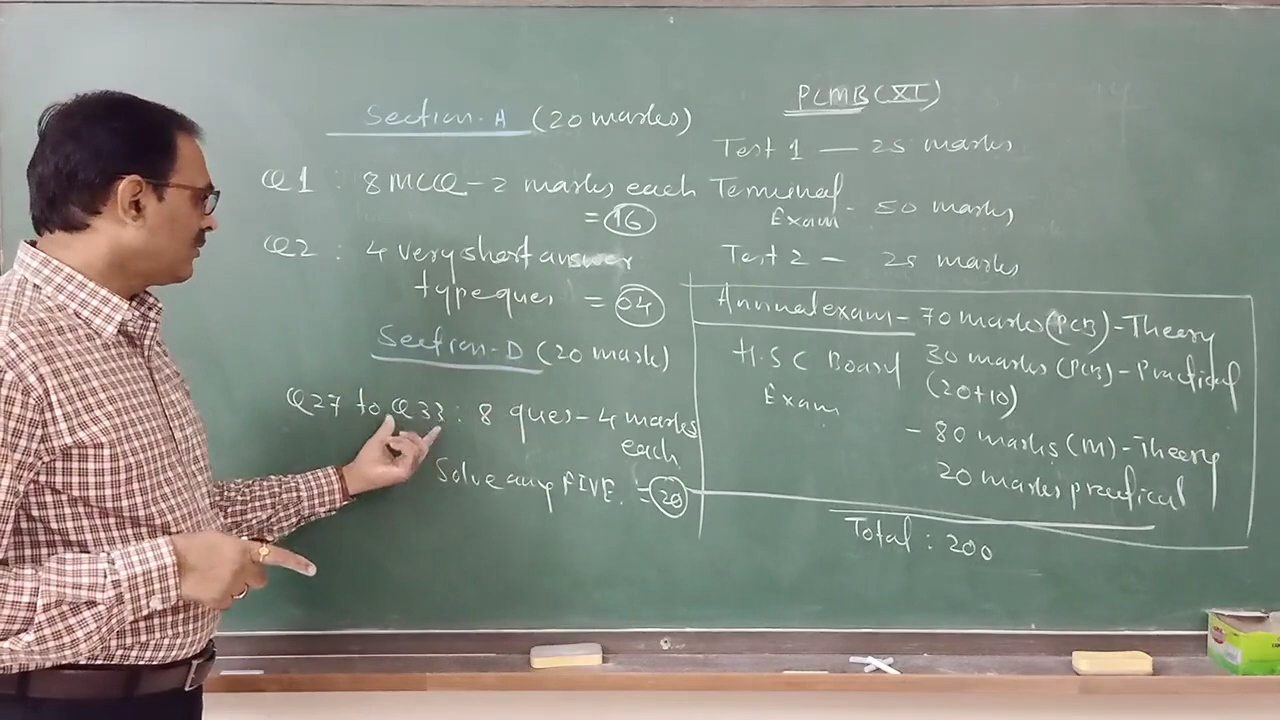 Section-A (20 marks)
Q1 : 8 MCQ - 2 marks each
= 16
Q2 : 4 very short answer
type ques = 04
Section-D (20 mark)
Q27 to Q33 : 8 ques - 4 marks
each
Solve any FIVE. = 20
PCMB (XI)
Test 1 — 25 marks
Terminal
Exam - 50 marks
Test 2 — 25 marks
Annual exam - 70 marks (PCB) - Theory
H.S C Board 30 marks (PCB) - Practical
Exam (20+10)
- 80 marks (M) - Theory
20 marks practical
Total : 200